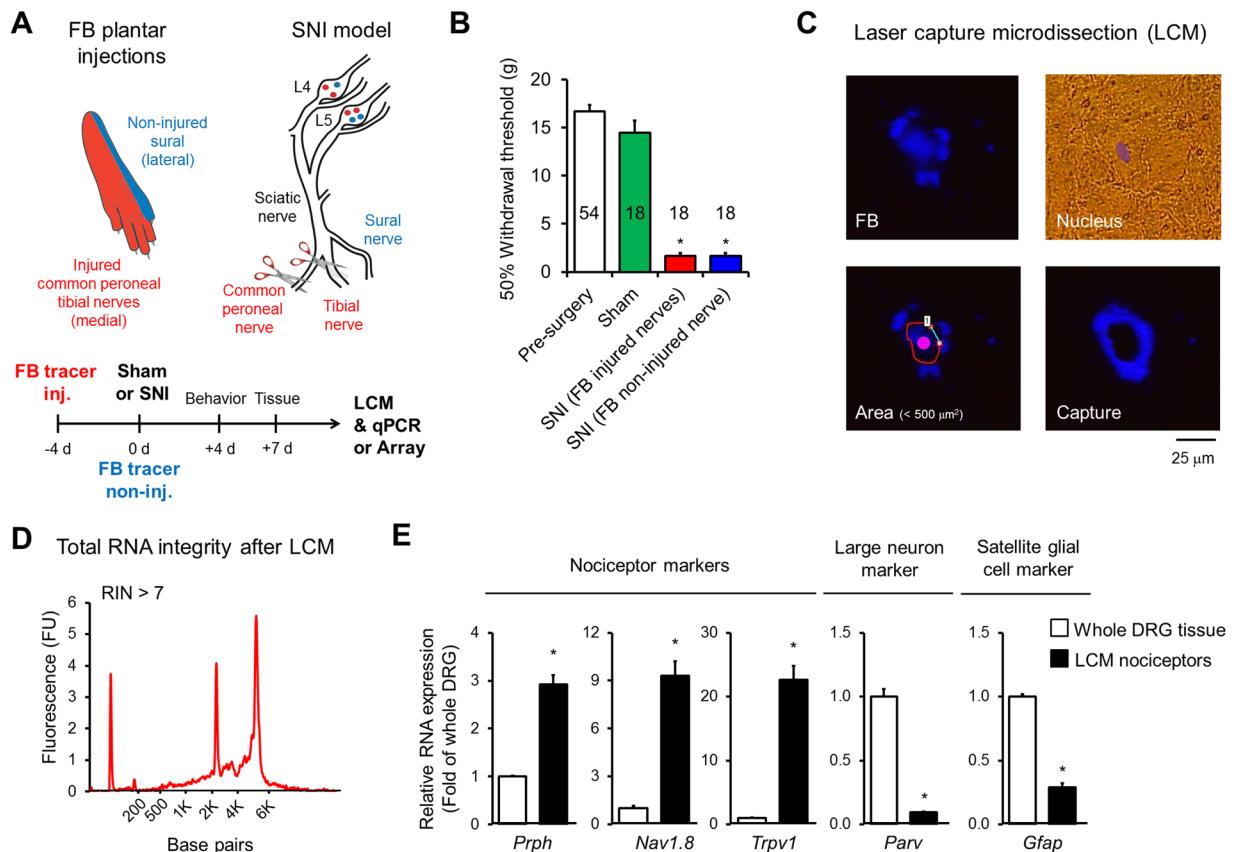 A
FB plantar
injections
SNI model
Non-injured
sural
(lateral)
Injured
common peroneal
tibial nerves
(medial)
L4
L5
Sciatic
nerve
Sural
nerve
Common
peroneal
nerve
Tibial
nerve
FB tracer
inj.
Sham
or SNI
Behavior
Tissue
LCM
& qPCR
or Array
-4 d
0 d
+4 d
+7 d
FB tracer
non-inj.
B
50% Withdrawal threshold (g)
20
15
10
5
0
54
18
18
18
*
*
Pre-surgery
Sham
SNI (FB injured nerves)
SNI (FB non-injured nerve)
C
Laser capture microdissection (LCM)
FB
Nucleus
1
Area (< 500 μm²)
Capture
25 μm
D
Total RNA integrity after LCM
RIN > 7
Fluorescence (FU)
6
5
4
3
2
1
0
200
500
1K
2K
4K
6K
Base pairs
E
Nociceptor markers
Large neuron
marker
Satellite glial
cell marker
Relative RNA expression
(Fold of whole DRG)
4
3
2
1
0
*
Prph
12
9
6
3
0
*
Nav1.8
30
20
10
0
*
Trpv1
1.5
1.0
0.5
0.0
*
Parv
1.5
1.0
0.5
0.0
*
Gfap
Whole DRG tissue
LCM nociceptors